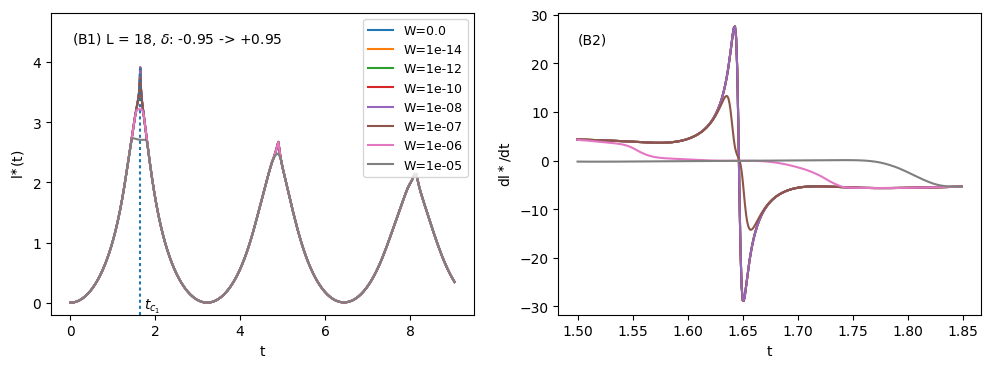 (B1) L = 18, δ: -0.95 -> +0.95
W=0.0
W=1e-14
W=1e-12
W=1e-10
W=1e-08
W=1e-07
W=1e-06
W=1e-05
4
3
2
1
0
l*(t)
t_{c_1}
0 2 4 6 8
t
(B2)
30
20
10
0
−10
−20
−30
dl*/dt
1.50 1.55 1.60 1.65 1.70 1.75 1.80 1.85
t